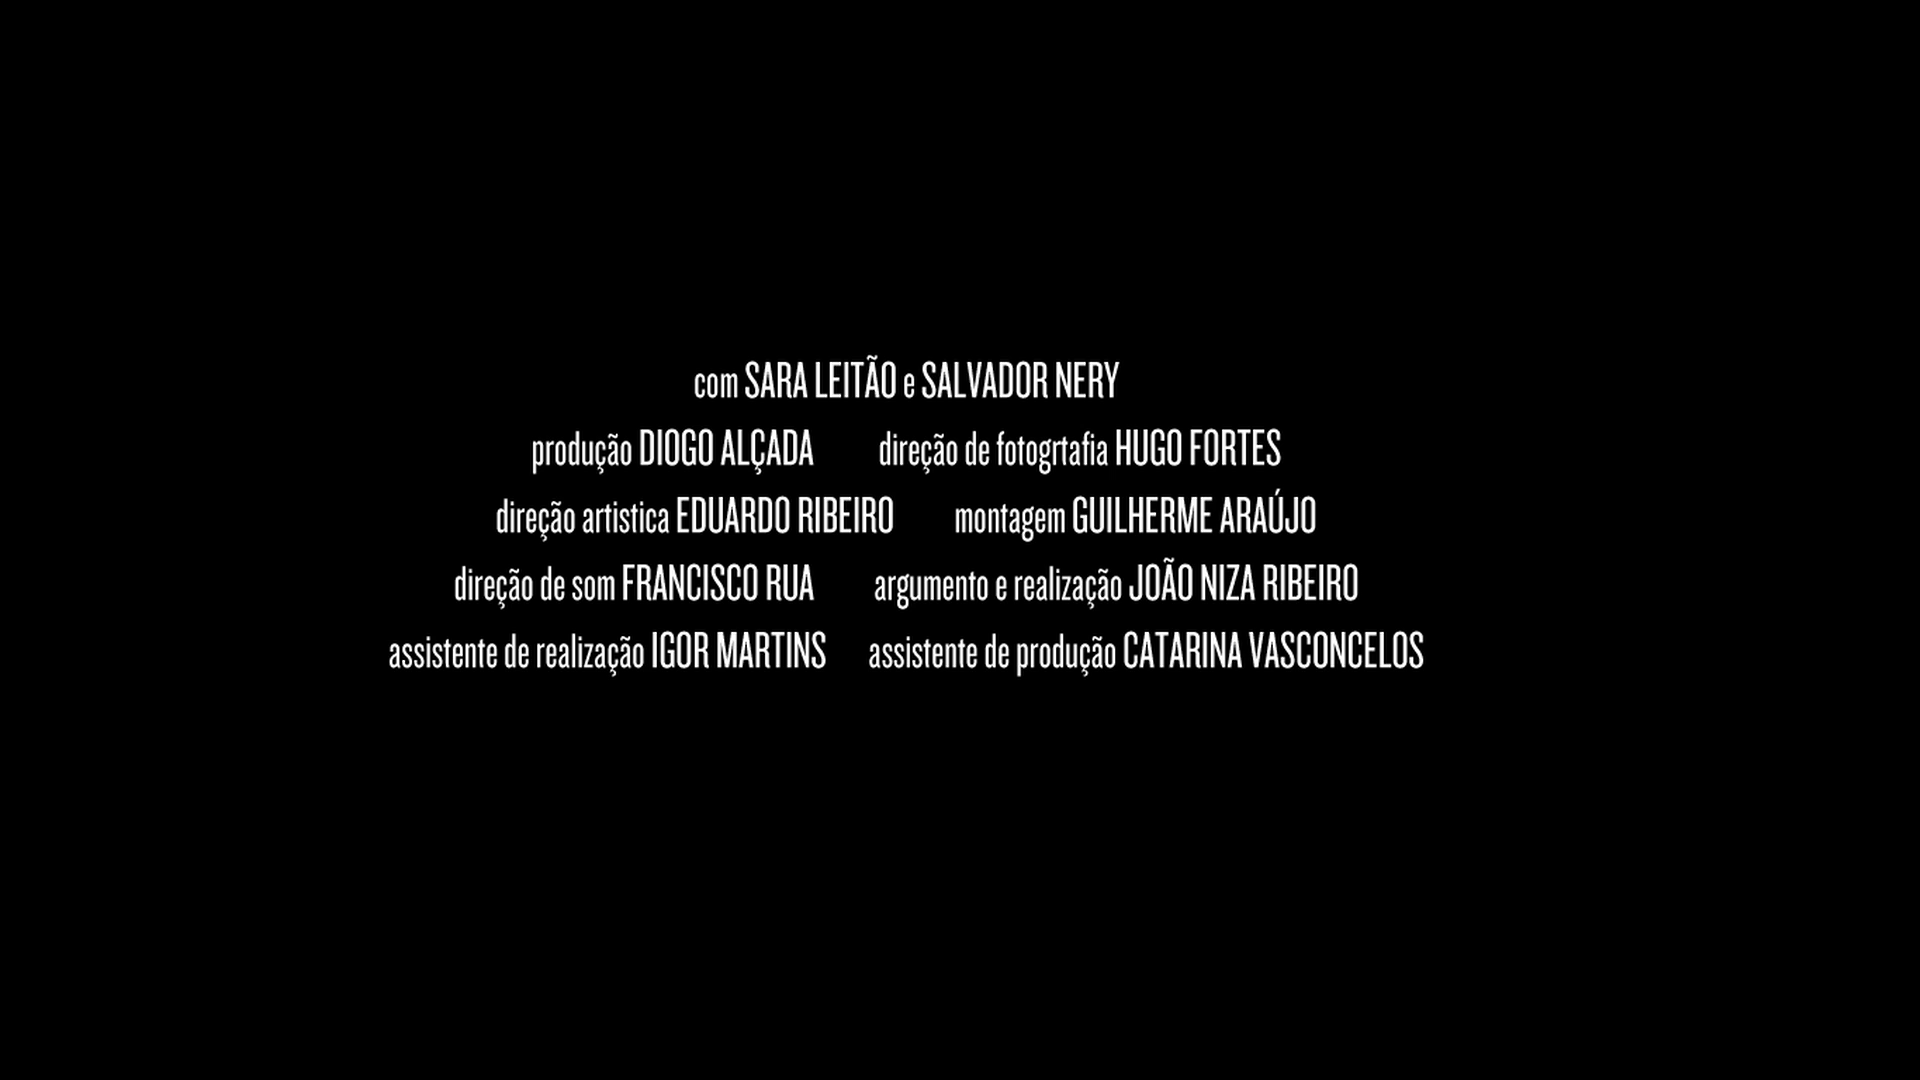 com SARA LEITÃO e SALVADOR NERY
produção DIOGO ALÇADA direção de fotogrtafia HUGO FORTES
direção artistica EDUARDO RIBEIRO montagem GUILHERME ARAÚJO
direção de som FRANCISCO RUA argumento e realização JOÃO NIZA RIBEIRO
assistente de realização IGOR MARTINS assistente de produção CATARINA VASCONCELOS